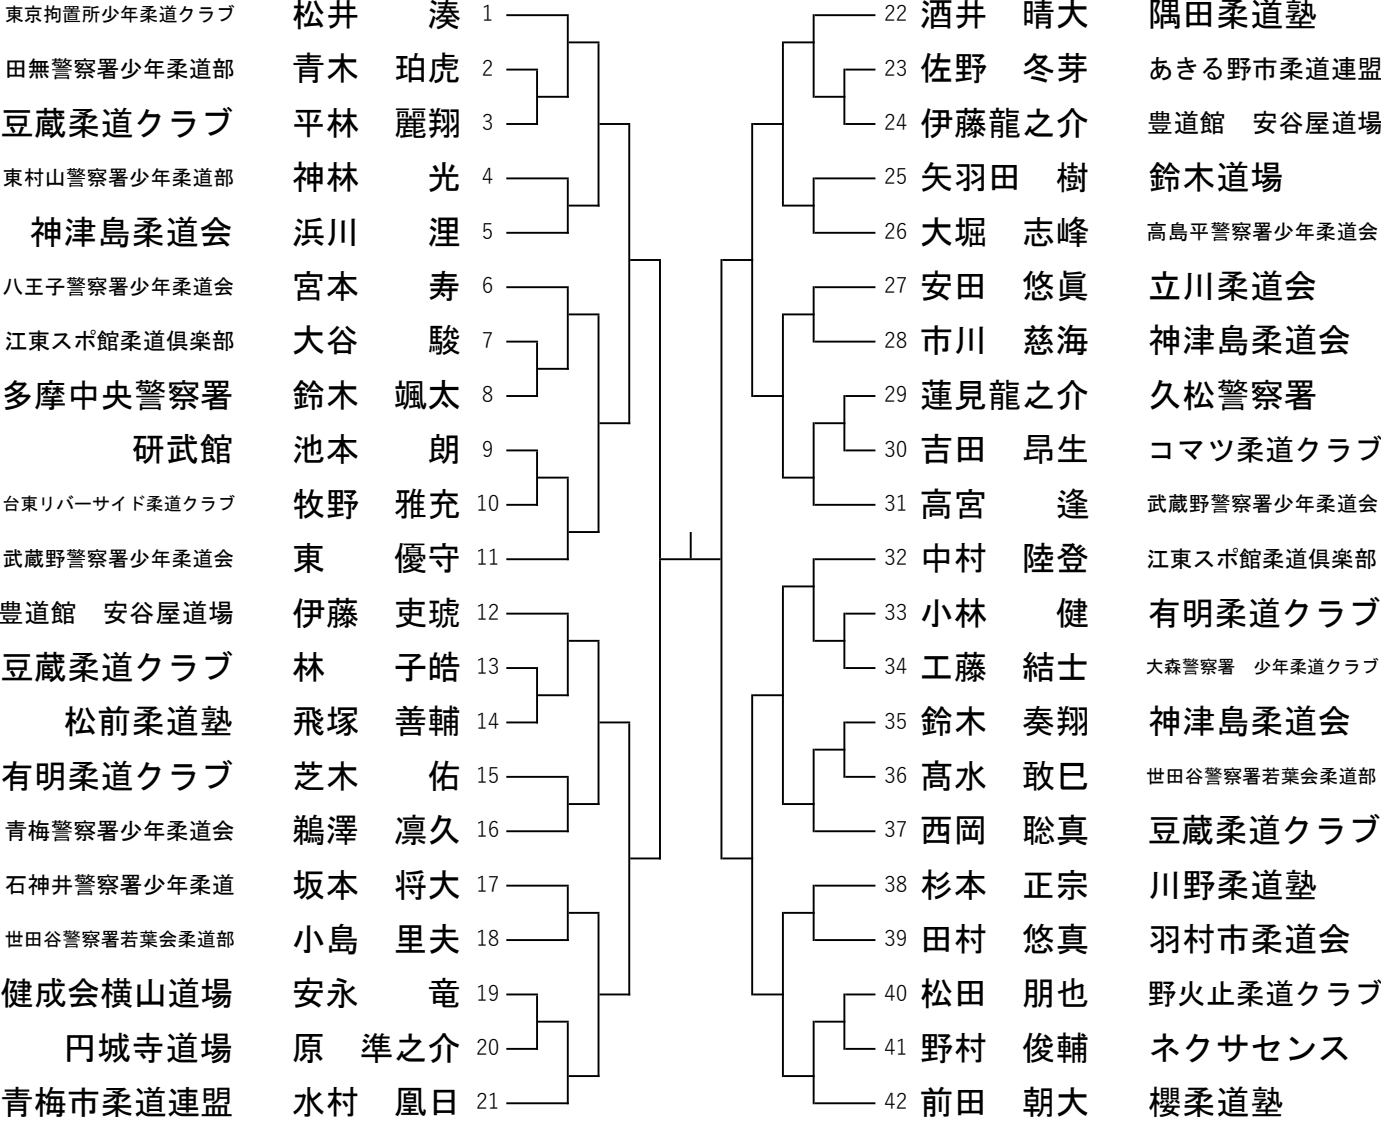 東京拘置所少年柔道クラブ 松井 湊 1
田無警察署少年柔道部 青木 珀虎 2
豆蔵柔道クラブ 平林 麗翔 3
東村山警察署少年柔道部 神林 光 4
神津島柔道会 浜川 浬 5
八王子警察署少年柔道会 宮本 寿 6
江東スポ館柔道倶楽部 大谷 駿 7
多摩中央警察署 鈴木 颯太 8
研武館 池本 朗 9
台東リバーサイド柔道クラブ 牧野 雅充 10
武蔵野警察署少年柔道会 東 優守 11
豊道館 安谷屋道場 伊藤 吏琥 12
豆蔵柔道クラブ 林 子皓 13
松前柔道塾 飛塚 善輔 14
有明柔道クラブ 芝木 佑 15
青梅警察署少年柔道会 鵜澤 凛久 16
石神井警察署少年柔道 坂本 将大 17
世田谷警察署若葉会柔道部 小島 里夫 18
健成会横山道場 安永 竜 19
円城寺道場 原 準之介 20
青梅市柔道連盟 水村 凰日 21
22 酒井 晴大 隅田柔道塾
23 佐野 冬芽 あきる野市柔道連盟
24 伊藤龍之介 豊道館 安谷屋道場
25 矢羽田 樹 鈴木道場
26 大堀 志峰 高島平警察署少年柔道会
27 安田 悠眞 立川柔道会
28 市川 慈海 神津島柔道会
29 蓮見龍之介 久松警察署
30 吉田 昂生 コマツ柔道クラブ
31 高宮 逢 武蔵野警察署少年柔道会
32 中村 陸登 江東スポ館柔道倶楽部
33 小林 健 有明柔道クラブ
34 工藤 結士 大森警察署 少年柔道クラブ
35 鈴木 奏翔 神津島柔道会
36 髙水 敢巳 世田谷警察署若葉会柔道部
37 西岡 聡真 豆蔵柔道クラブ
38 杉本 正宗 川野柔道塾
39 田村 悠真 羽村市柔道会
40 松田 朋也 野火止柔道クラブ
41 野村 俊輔 ネクサセンス
42 前田 朝大 櫻柔道塾